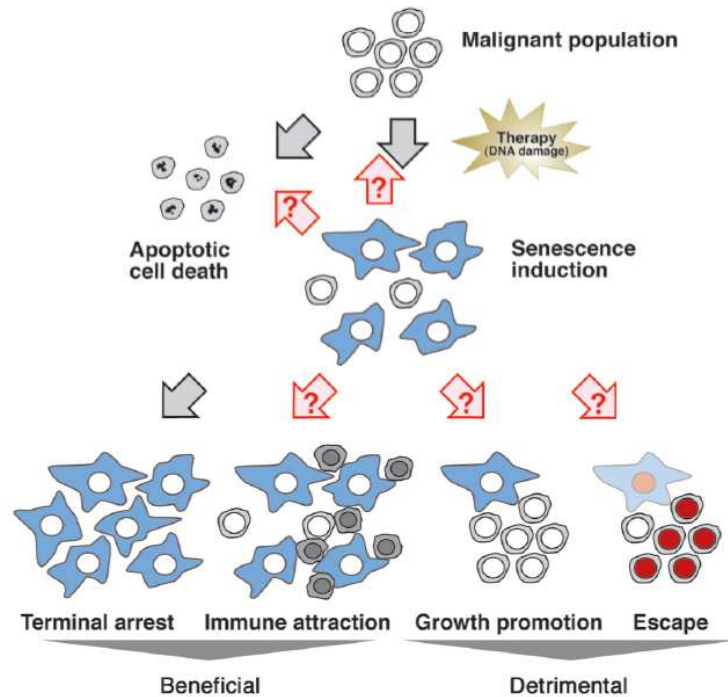 Malignant population
Therapy
(DNA damage)
?
?
Apoptotic
cell death
Senescence
induction
?
?
?
Terminal arrest
Immune attraction
Growth promotion
Escape
Beneficial
Detrimental